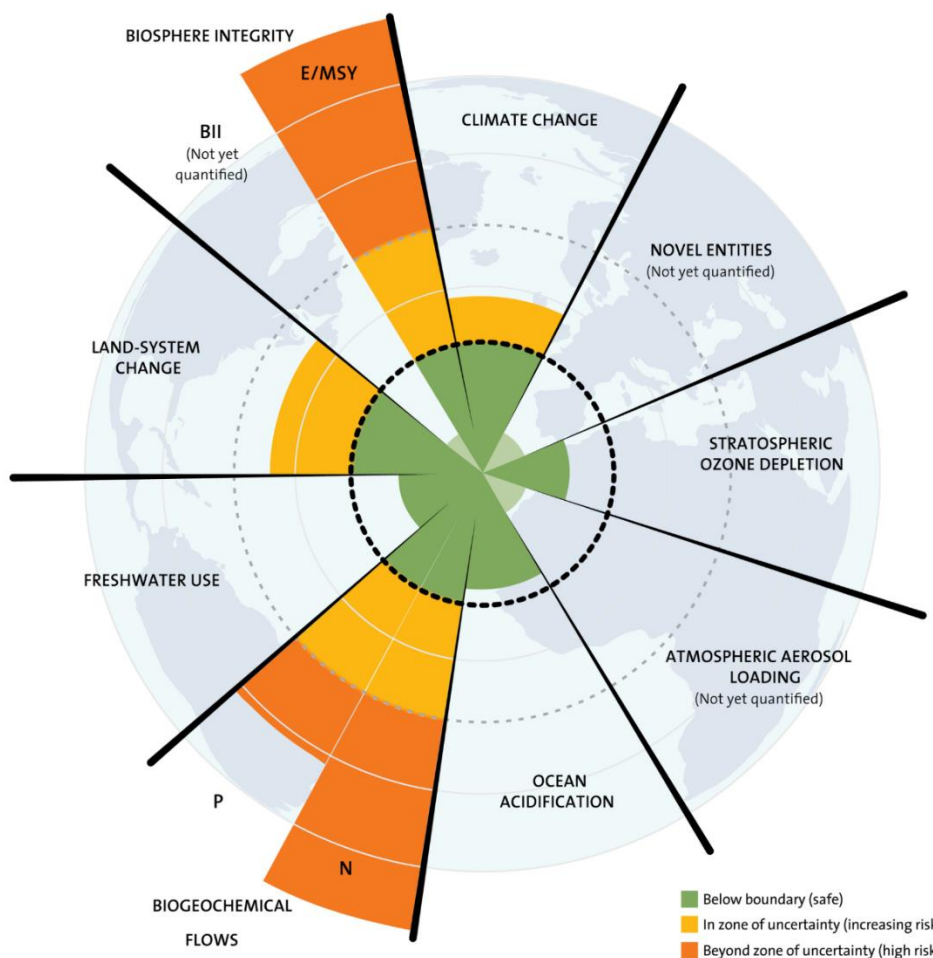 BIOSPHERE INTEGRITY
E/MSY
BII
(Not yet
quantified)
CLIMATE CHANGE
NOVEL ENTITIES
(Not yet quantified)
LAND-SYSTEM
CHANGE
STRATOSPHERIC
OZONE DEPLETION
FRESHWATER USE
ATMOSPHERIC AEROSOL
LOADING
(Not yet quantified)
OCEAN
ACIDIFICATION
P
N
BIOGEOCHEMICAL
FLOWS
Below boundary (safe)
In zone of uncertainty (increasing risk
Beyond zone of uncertainty (high risk